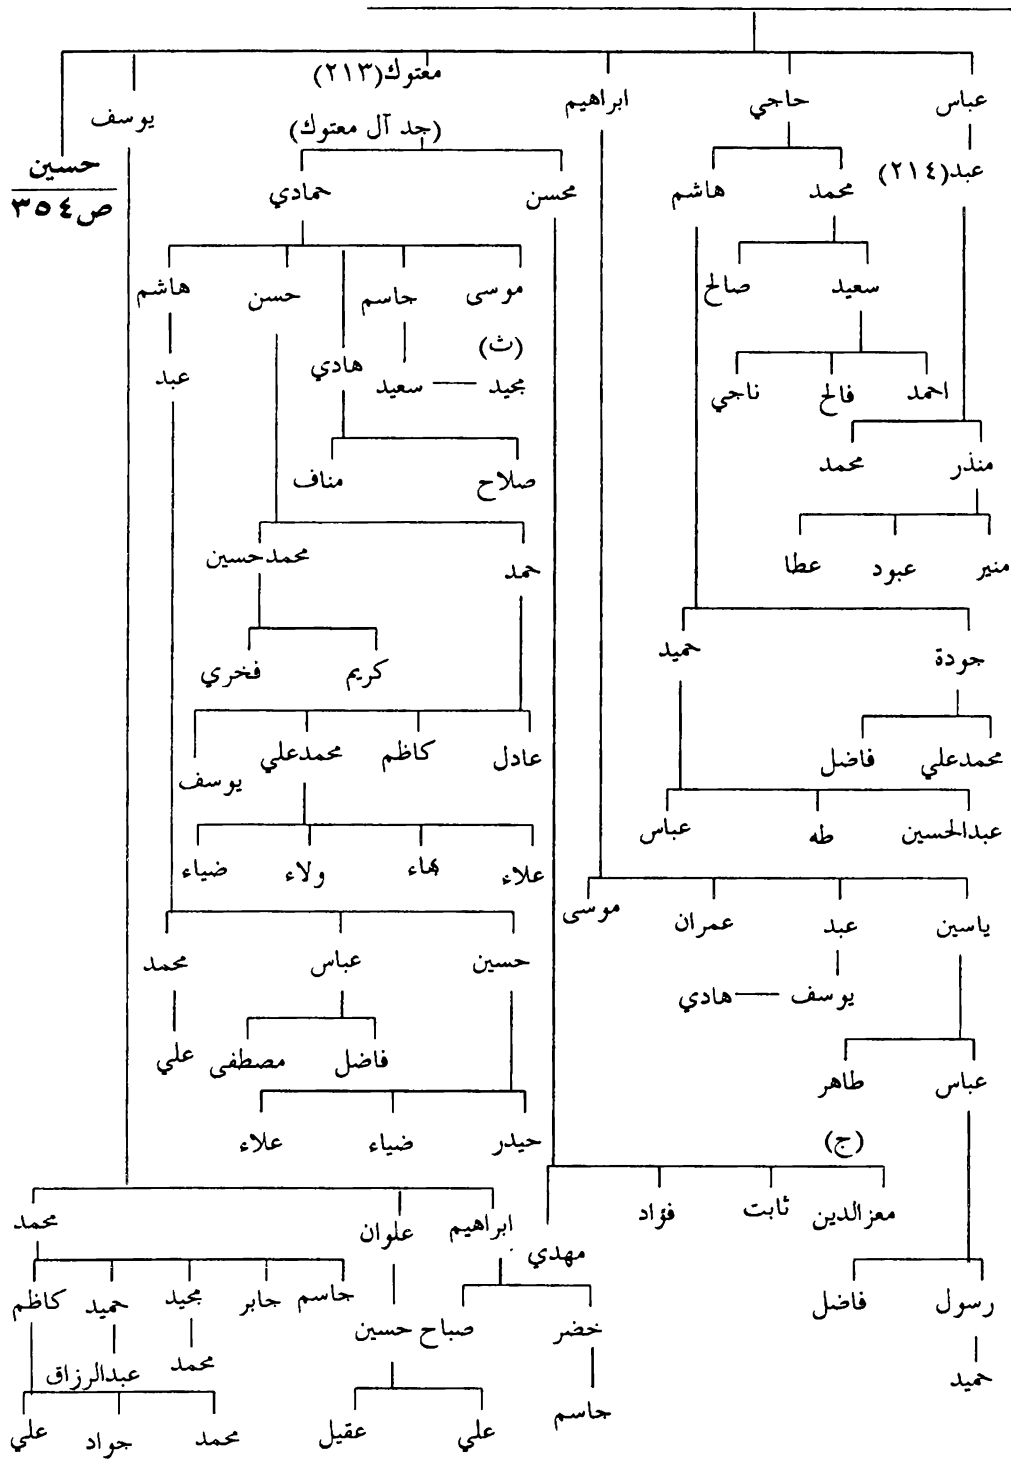 عباس
حاجي
ابراهيم
معتوك(٢١٣)
يوسف
(جد آل معتوك)
حسين
ص٣٥٤
عبد(٢١٤)
محمد
هاشم
محسن
حمادي
سعيد
صالح
موسى
جاسم
حسن
هاشم
(ث)
هادي
مجيد
سعيد
عبد
احمد
فالح
ناجي
منذر
محمد
صلاح
مناف
منير
عبود
عطا
حمد
محمدحسين
جودة
حميد
كريم
فخري
محمدعلي
فاضل
عادل
كاظم
محمدعلي
يوسف
عبدالحسين
طه
عباس
علاء
بهاء
ولاء
ضياء
ياسين
عبد
عمران
موسى
حسين
عباس
محمد
يوسف
هادي
فاضل
مصطفى
علي
عباس
طاهر
حيدر
ضياء
علاء
(ج)
معزالدين
ثابت
فؤاد
مهدي
ابراهيم
علوان
محمد
رسول
فاضل
خضر
صباح
حسين
جاسم
جابر
مجيد
حميد
كاظم
حميد
جاسم
محمد
عبدالرزاق
علي
عقيل
محمد
جواد
علي